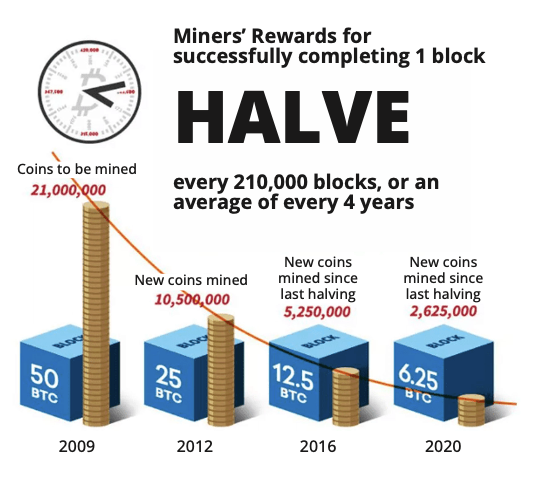 Miners’ Rewards for
successfully completing 1 block
HALVE
every 210,000 blocks, or an
average of every 4 years
Coins to be mined
21,000,000
New coins mined
10,500,000
New coins
mined since
last halving
5,250,000
New coins
mined since
last halving
2,625,000
BLOCK
50
BTC
BLOCK
25
BTC
BLOCK
12.5
BTC
BLOCK
6.25
BTC
2009
2012
2016
2020